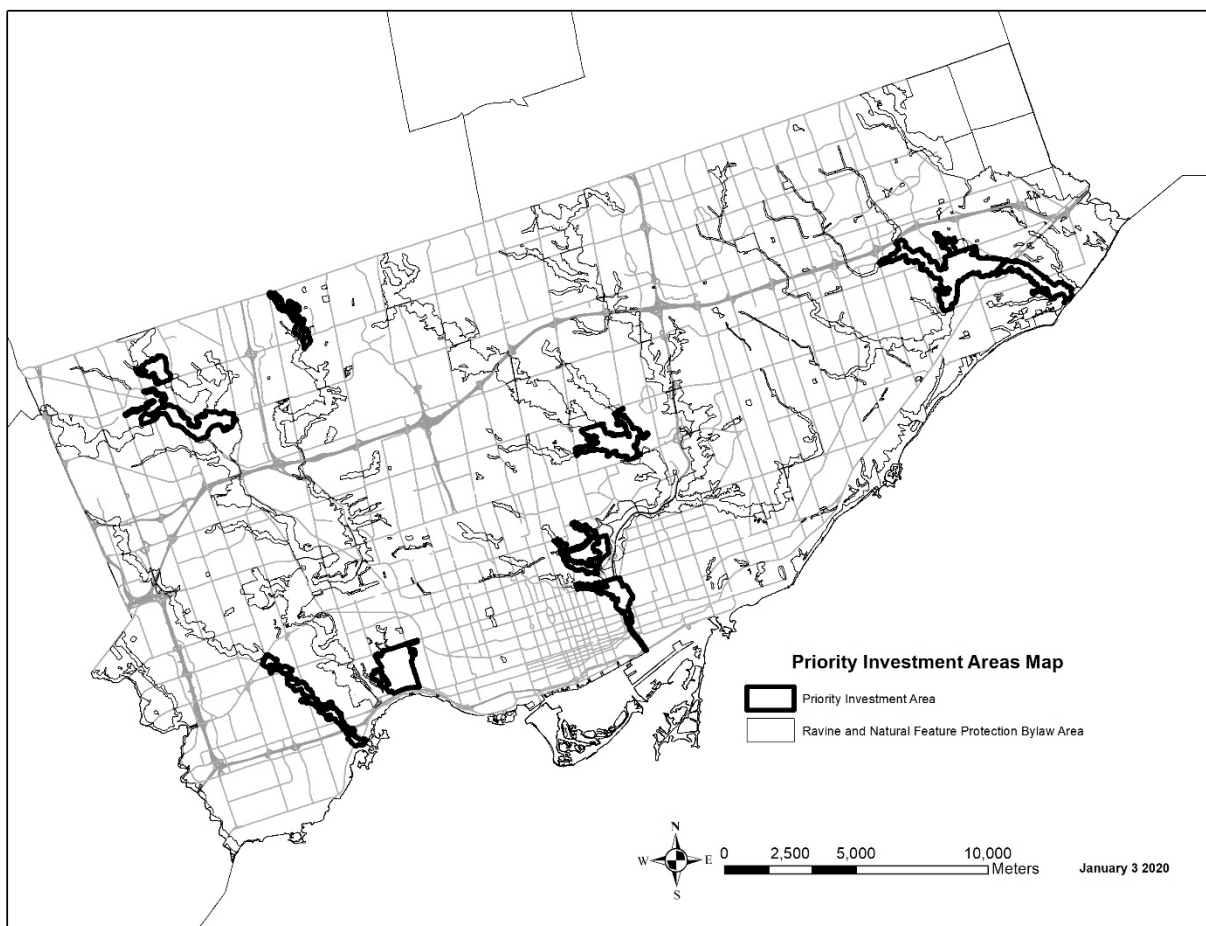 Priority Investment Areas Map
Priority Investment Area
Ravine and Natural Feature Protection Bylaw Area
N
W E
S
0 2,500 5,000 10,000
Meters
January 3 2020